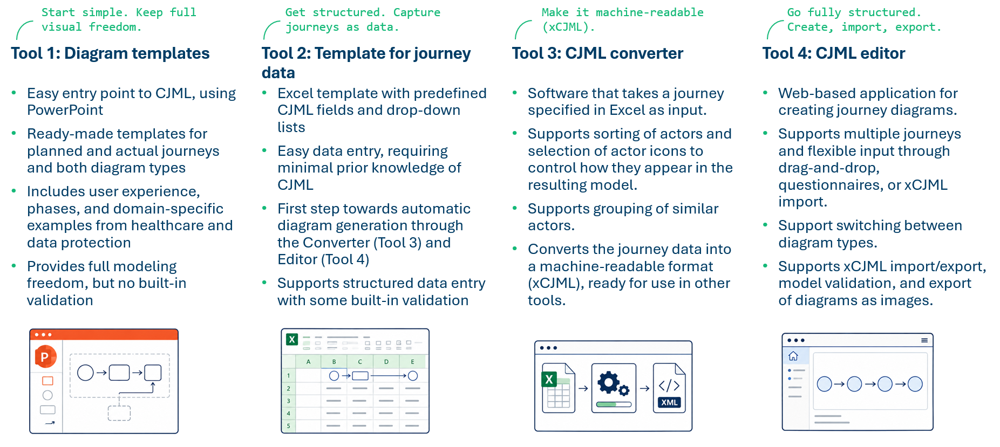 Start simple. Keep full
visual freedom.
Tool 1: Diagram templates
• Easy entry point to CJML, using
PowerPoint
• Ready-made templates for
planned and actual journeys
and both diagram types
• Includes user experience,
phases, and domain-specific
examples from healthcare and
data protection
• Provides full modeling
freedom, but no built-in
validation
P
Get structured. Capture
journeys as data.
Tool 2: Template for journey
data
• Excel template with predefined
CJML fields and drop-down
lists
• Easy data entry, requiring
minimal prior knowledge of
CJML
• First step towards automatic
diagram generation through
the Converter (Tool 3) and
Editor (Tool 4)
• Supports structured data entry
with some built-in validation
X
A B C D E
1
2
3
4
5
Make it machine-readable
(xCJML).
Tool 3: CJML converter
• Software that takes a journey
specified in Excel as input.
• Supports sorting of actors and
selection of actor icons to
control how they appear in the
resulting model.
• Supports grouping of similar
actors.
• Converts the journey data into
a machine-readable format
(xCJML), ready for use in other
tools.
X
</>
XML
Go fully structured.
Create, import, export.
Tool 4: CJML editor
• Web-based application for
creating journey diagrams.
• Supports multiple journeys
and flexible input through
drag-and-drop,
questionnaires, or xCJML
import.
• Support switching between
diagram types.
• Supports xCJML import/export,
model validation, and export
of diagrams as images.